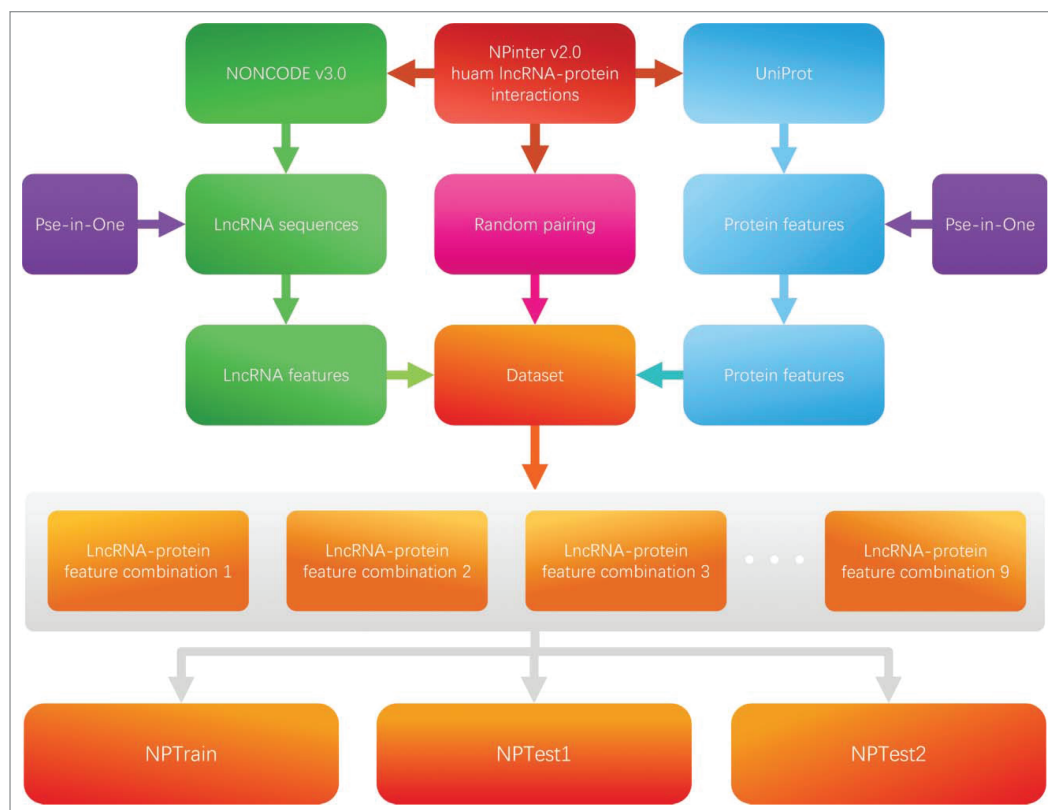 NONCODE v3.0
NPinter v2.0
huam lncRNA-protein
interactions
UniProt
Pse-in-One
LncRNA sequences
Random pairing
Protein features
Pse-in-One
LncRNA features
Dataset
Protein features
LncRNA-protein
feature combination 1
LncRNA-protein
feature combination 2
LncRNA-protein
feature combination 3
LncRNA-protein
feature combination 9
NPTrain
NPTest1
NPTest2